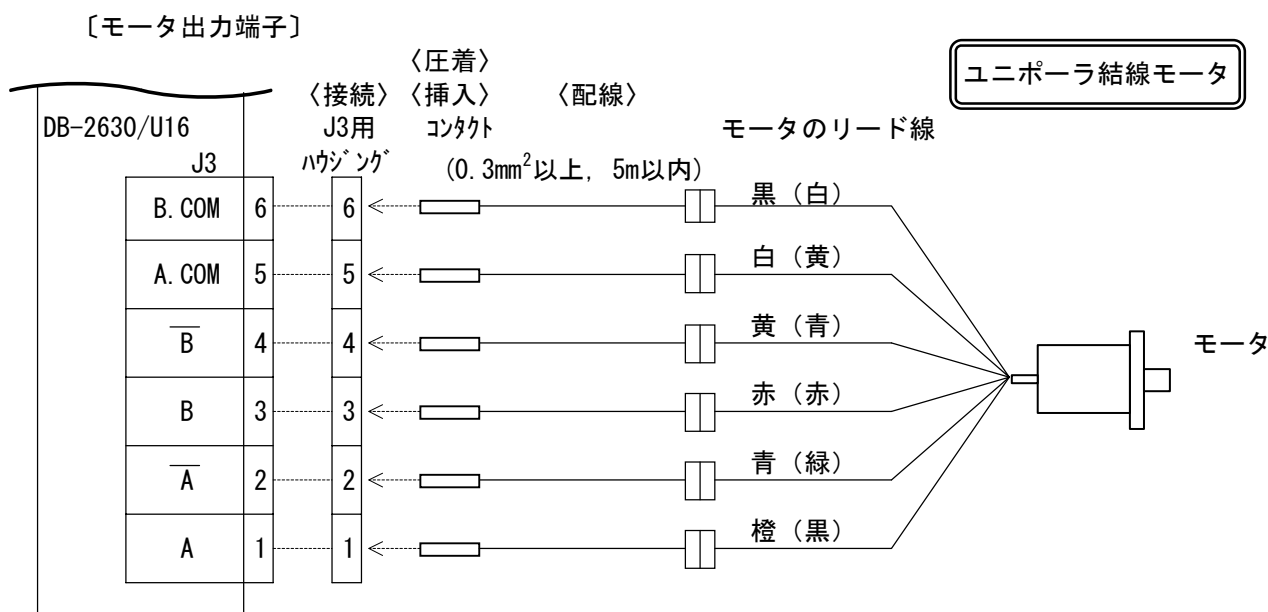 〔モータ出力端子〕
ユニポーラ結線モータ
〈圧着〉
〈接続〉 〈挿入〉 〈配線〉
DB-2630/U16 J3用 ｺﾝﾀｸﾄ モータのリード線
J3 ﾊｳｼﾞﾝｸﾞ (0.3mm²以上, 5m以内)
B.COM 6 6 黒（白）
A.COM 5 5 白（黄）
B̅ 4 4 黄（青）
モータ
B 3 3 赤（赤）
A̅ 2 2 青（緑）
A 1 1 橙（黒）